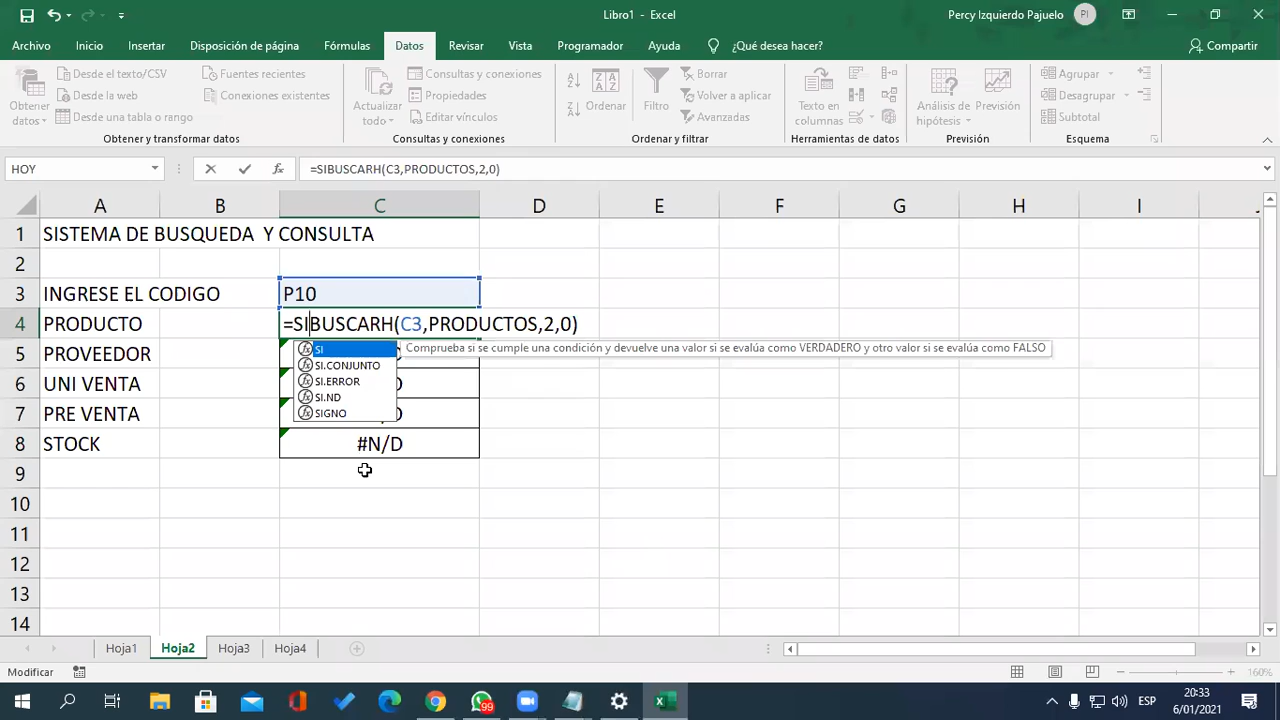 Libro1 - Excel
Percy Izquierdo Pajuelo
PI
Archivo
Inicio
Insertar
Disposición de página
Fórmulas
Datos
Revisar
Vista
Programador
Ayuda
¿Qué desea hacer?
Compartir
Obtener datos
Desde el texto/CSV
Desde la web
Desde una tabla o rango
Fuentes recientes
Conexiones existentes
Obtener y transformar datos
Actualizar todo
Consultas y conexiones
Propiedades
Editar vínculos
Consultas y conexiones
Ordenar
Filtro
Borrar
Volver a aplicar
Avanzadas
Ordenar y filtrar
Texto en columnas
Herramientas de datos
Análisis de hipótesis
Previsión
Previsión
Agrupar
Desagrupar
Subtotal
Esquema
HOY
=SIBUSCARH(C3,PRODUCTOS,2,0)
A B C D E F G H I
1 SISTEMA DE BUSQUEDA Y CONSULTA
2
3 INGRESE EL CODIGO P10
4 PRODUCTO =SIBUSCARH(C3,PRODUCTOS,2,0)
SI
Comprueba si se cumple una condición y devuelve una valor si se evalúa como VERDADERO y otro valor si se evalúa como FALSO
SI.CONJUNTO
SI.ERROR
SI.ND
SIGNO
5 PROVEEDOR
6 UNI VENTA
7 PRE VENTA
8 STOCK #N/D
9
10
11
12
13
14
Hoja1
Hoja2
Hoja3
Hoja4
Modificar
160%
99
ESP
20:33
6/01/2021